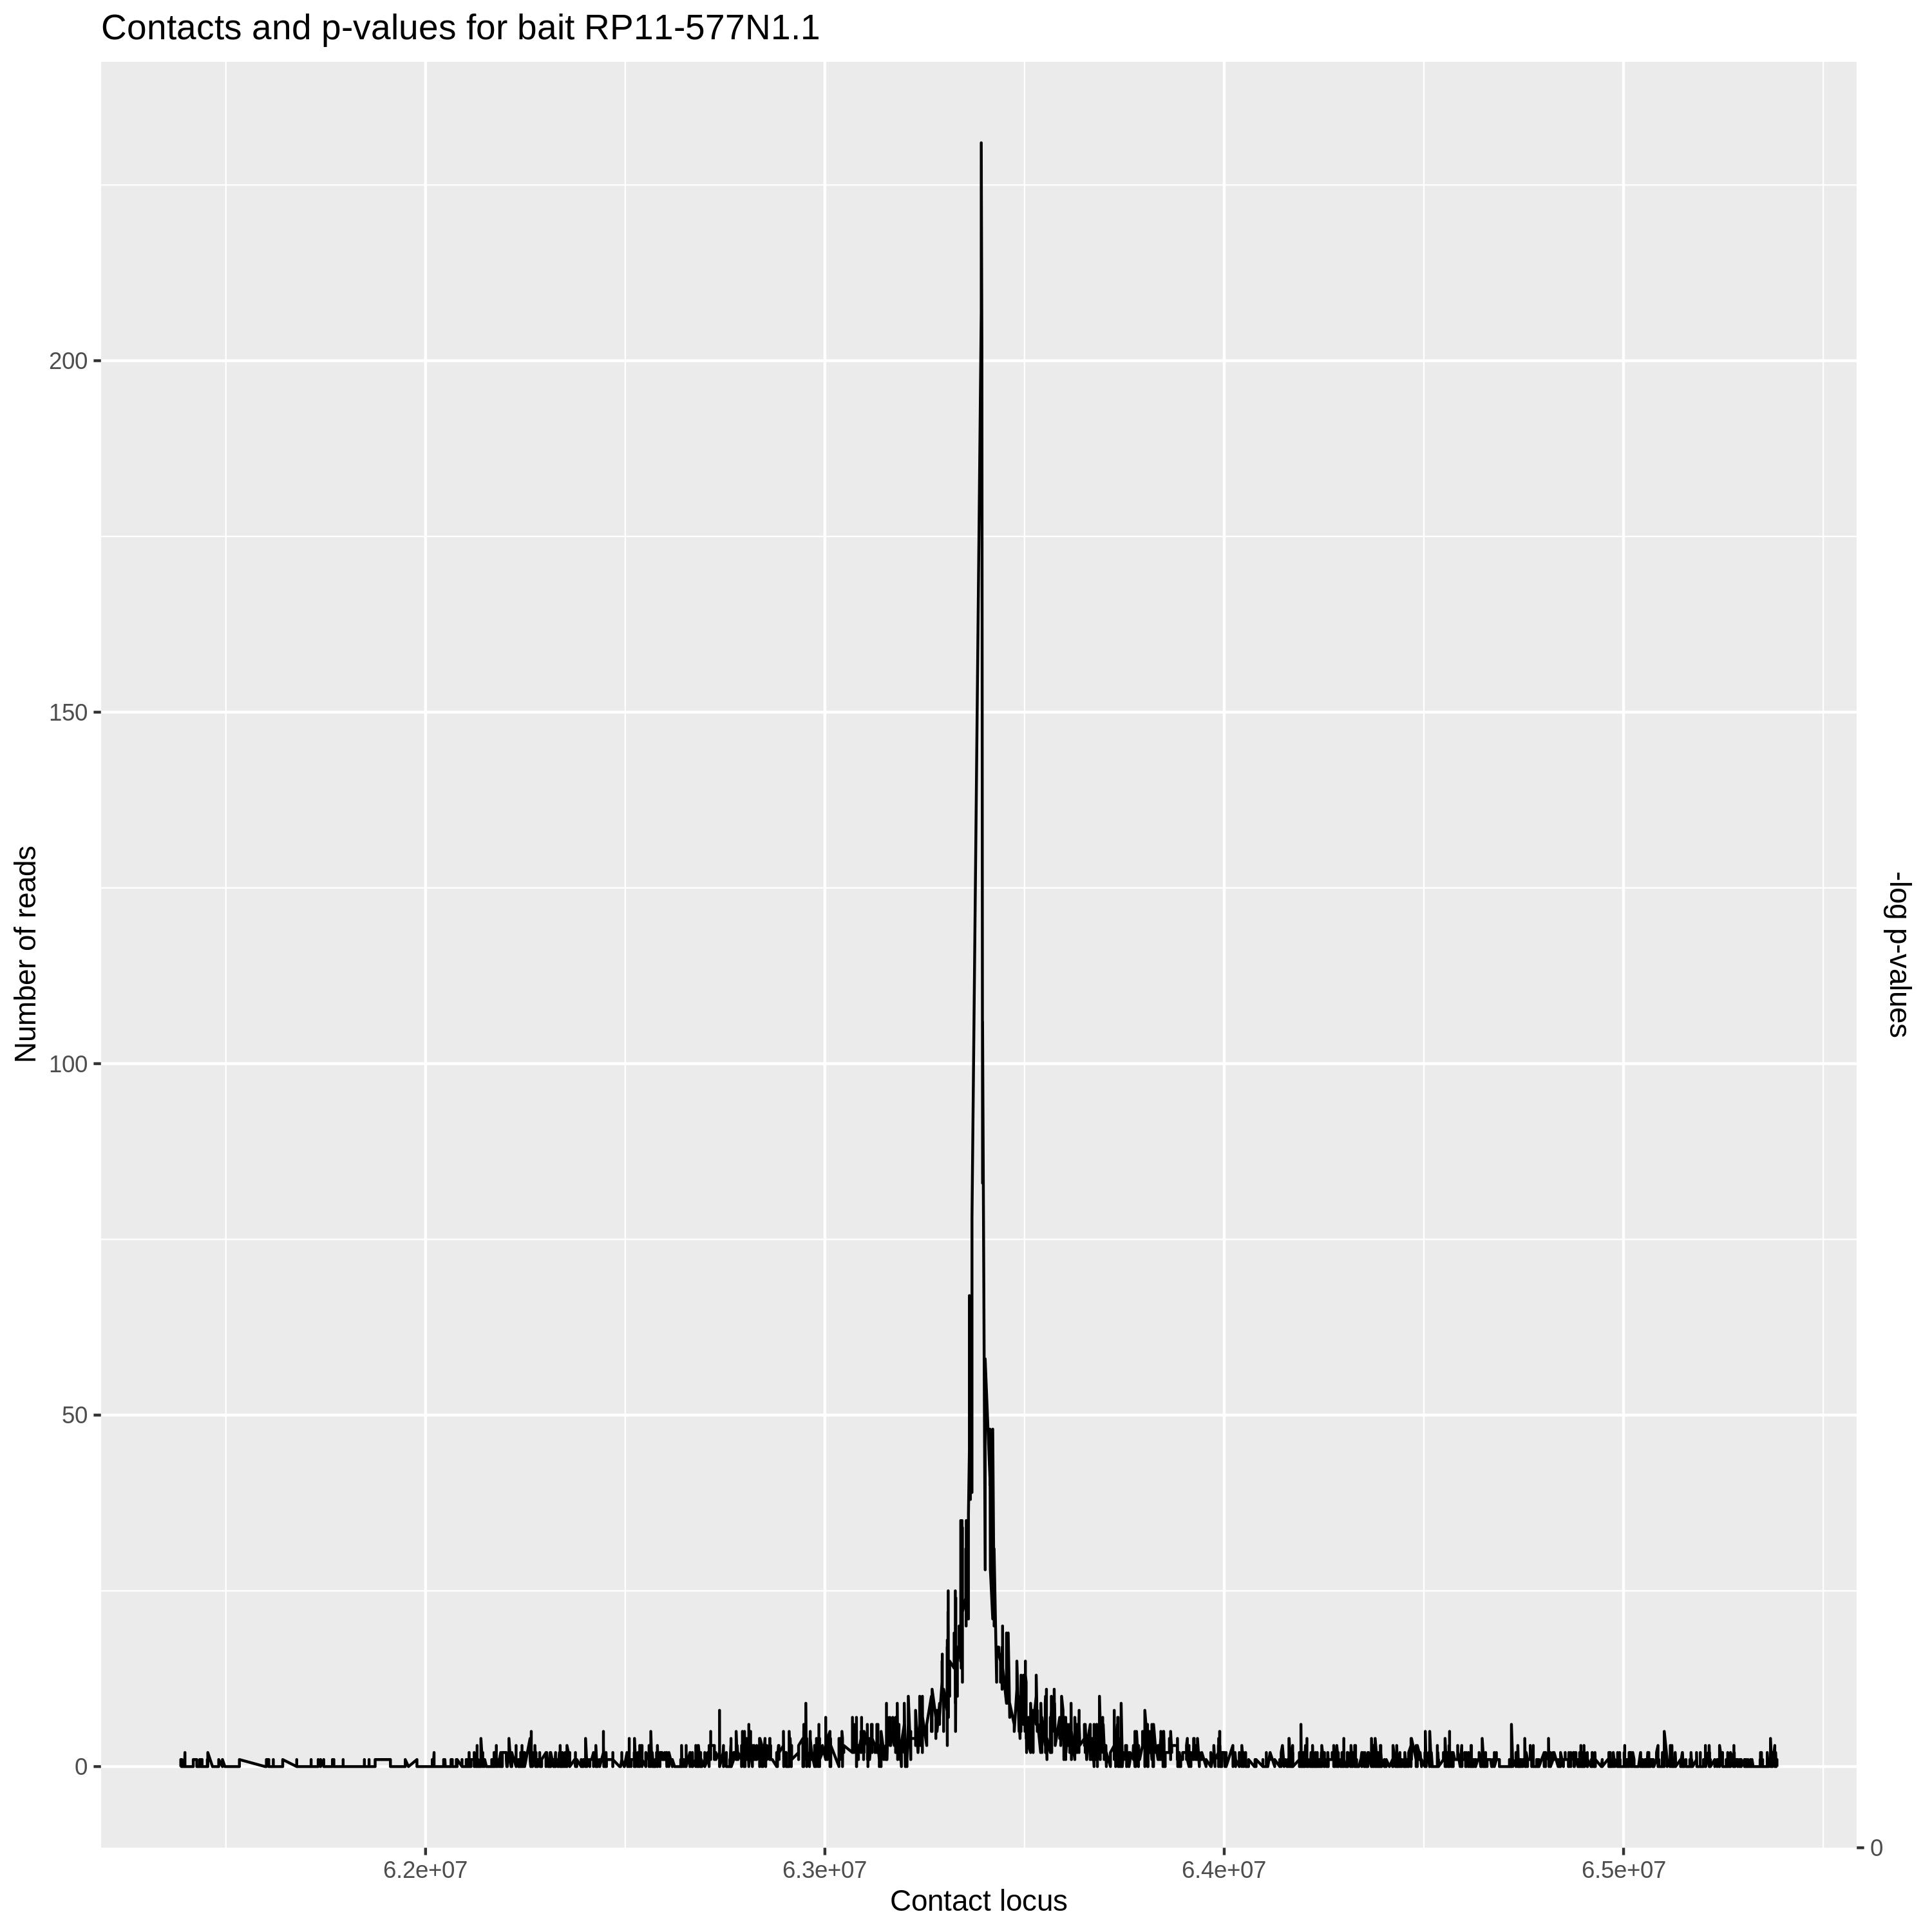 Contacts and p-values for bait RP11-577N1.1
200
150
100
50
0
Number of reads
-log p-values
0
6.2e+07
6.3e+07
6.4e+07
6.5e+07
Contact locus